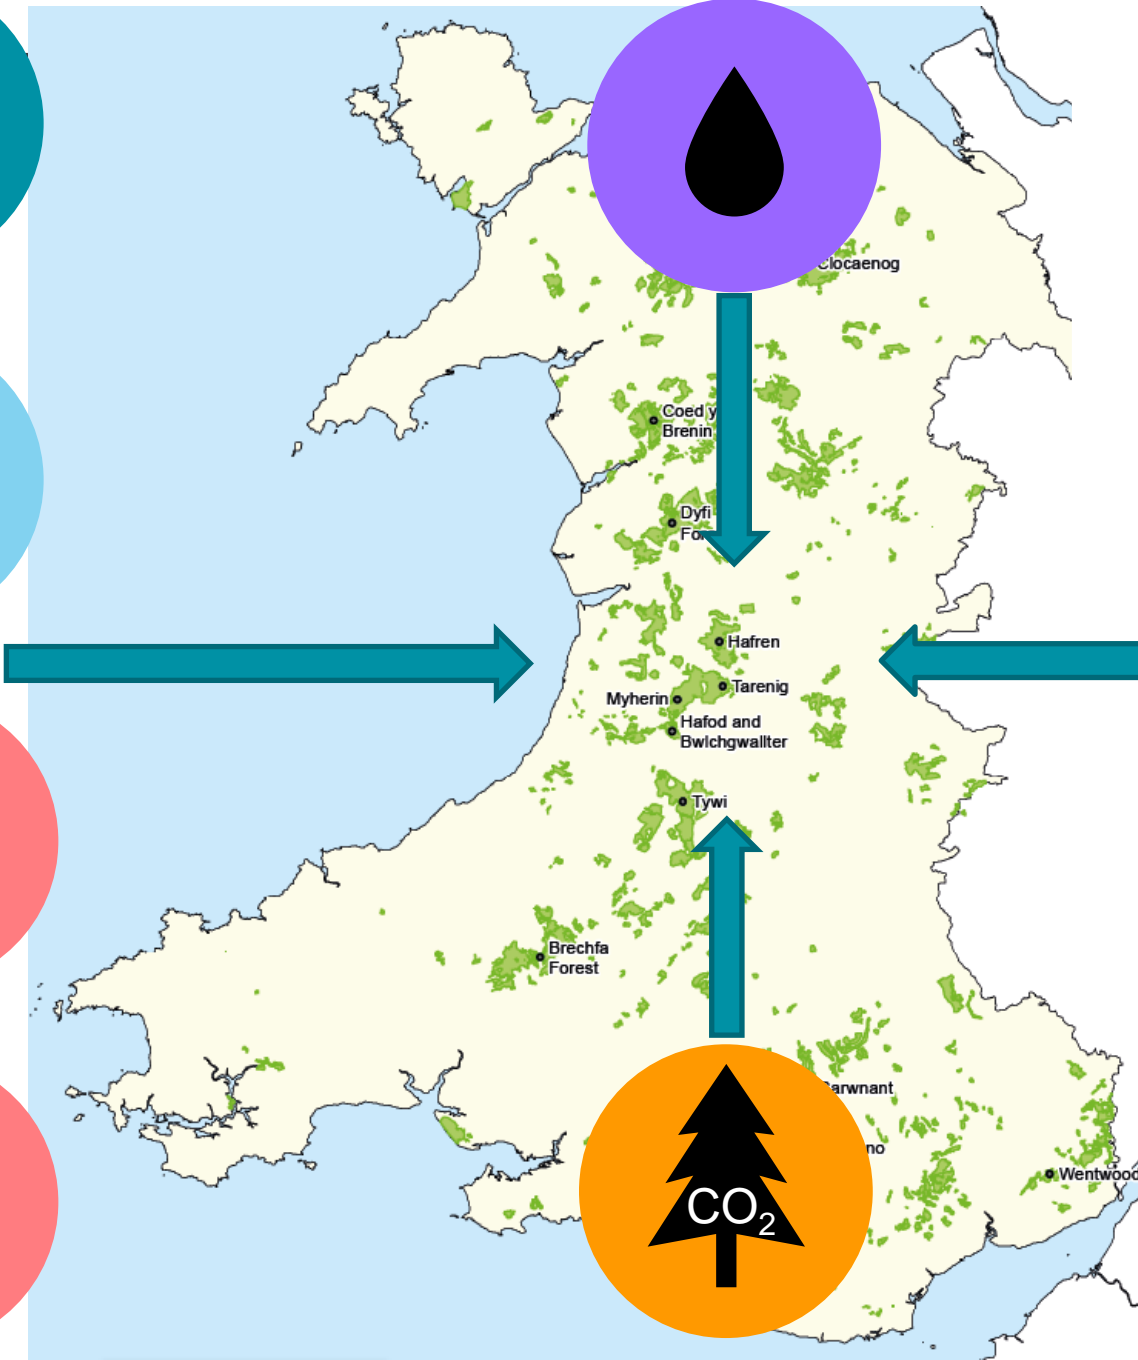 Clocaenog
Coed y
Brenin
Dyfi
Hafren
Tarenig
Myherin
Hafod and
Bwlchgwallter
Tywi
Brechfa
Forest
CO₂
Wentwood